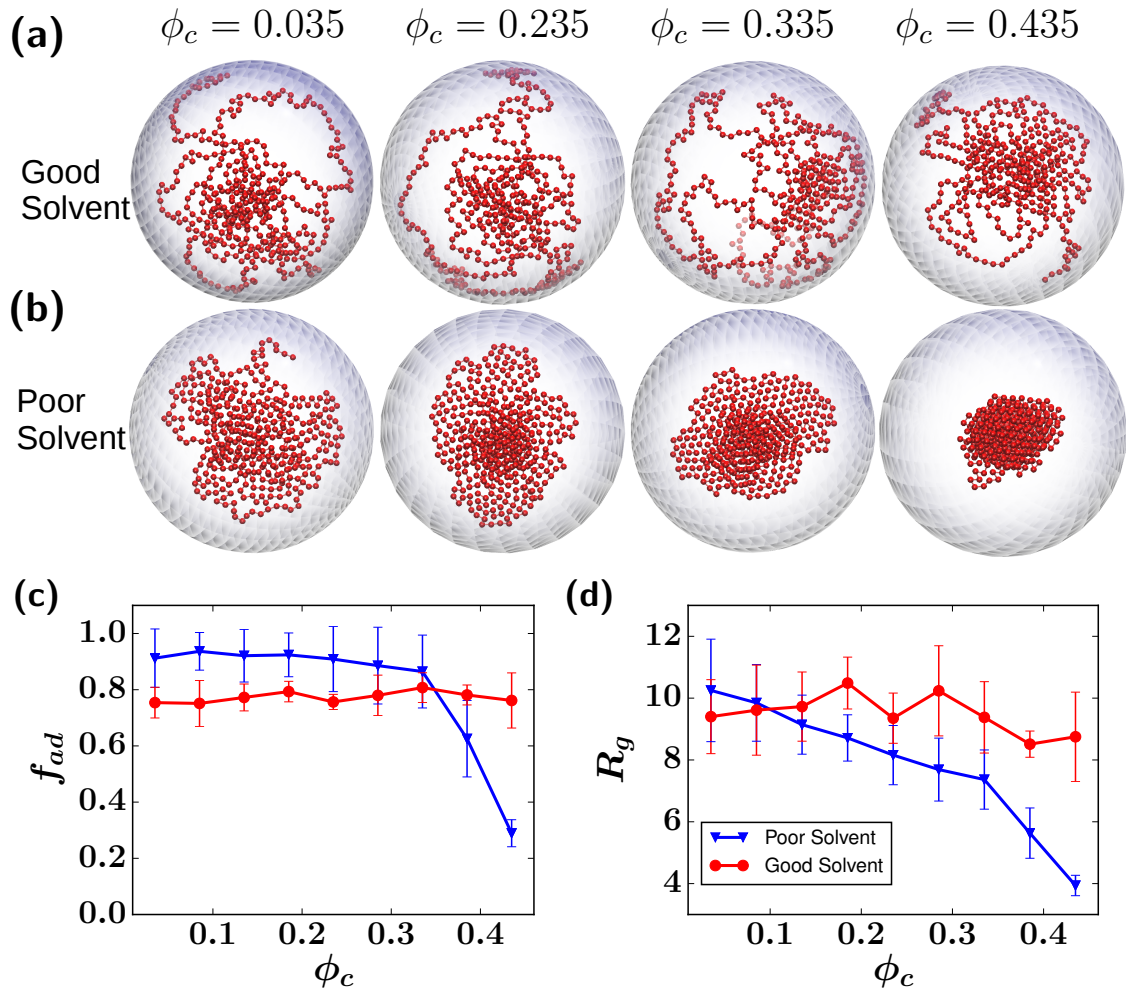 (a)
ϕc = 0.035 ϕc = 0.235 ϕc = 0.335 ϕc = 0.435
Good
Solvent
(b)
Poor
Solvent
(c)
1.0
0.8
0.6
0.4
0.2
0.0
fad
0.1 0.2 0.3 0.4
ϕc
(d)
12
10
8
6
4
Rg
Poor Solvent
Good Solvent
0.1 0.2 0.3 0.4
ϕc